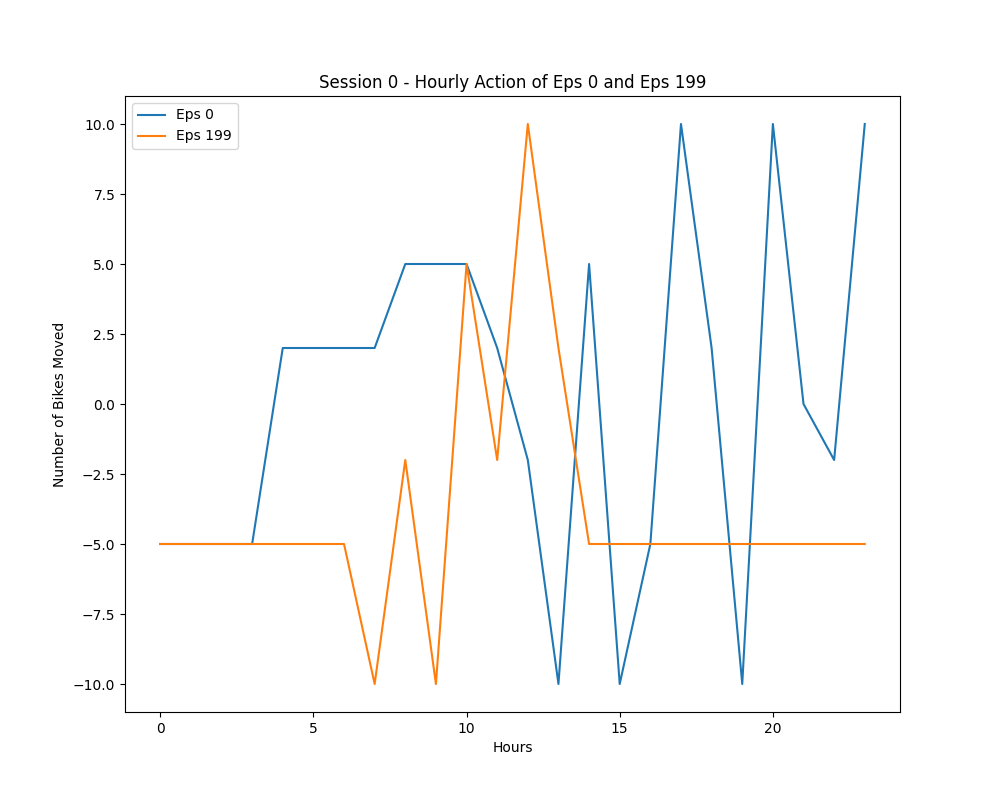 Session 0 - Hourly Action of Eps 0 and Eps 199
Eps 0
Eps 199
10.0
7.5
5.0
2.5
0.0
−2.5
−5.0
−7.5
−10.0
Number of Bikes Moved
0 5 10 15 20
Hours